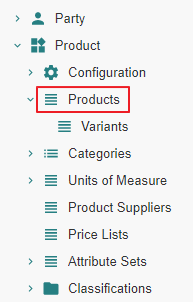 Party
Product
Configuration
Products
Variants
Categories
Units of Measure
Product Suppliers
Price Lists
Attribute Sets
Classifications